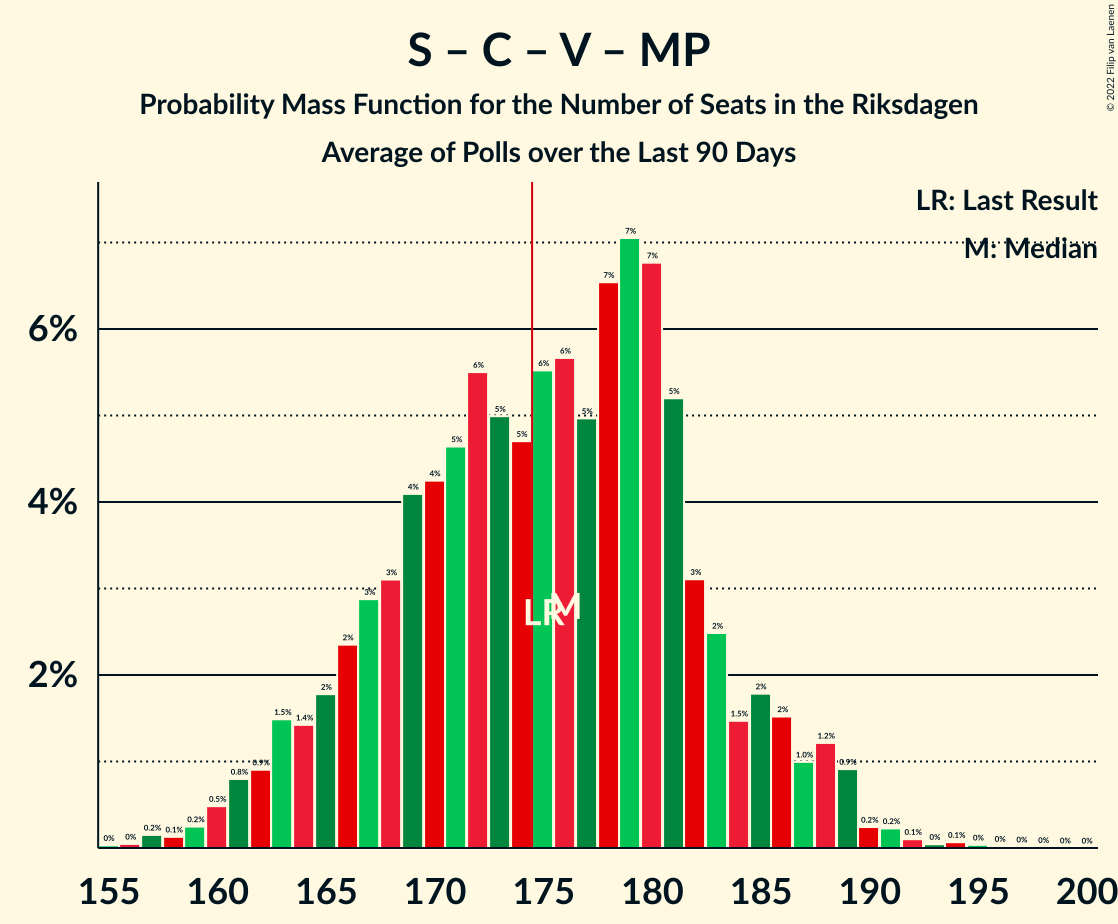 S – C – V – MP
Probability Mass Function for the Number of Seats in the Riksdagen
Average of Polls over the Last 90 Days
© 2022 Filip van Laenen
LR: Last Result
M: Median
6%
4%
2%
0% 0% 0.2% 0.1% 0.2% 0.5% 0.8% 0.9% 1.5% 1.4% 2% 2% 3% 3% 4% 4% 5% 6% 5% 5% 6% 6% 5% 7% 7% 7% 5% 3% 2% 1.5% 2% 2% 1.0% 1.2% 0.9% 0.2% 0.2% 0.1% 0% 0.1% 0% 0% 0% 0% 0% 0%
LR M
155 160 165 170 175 180 185 190 195 200